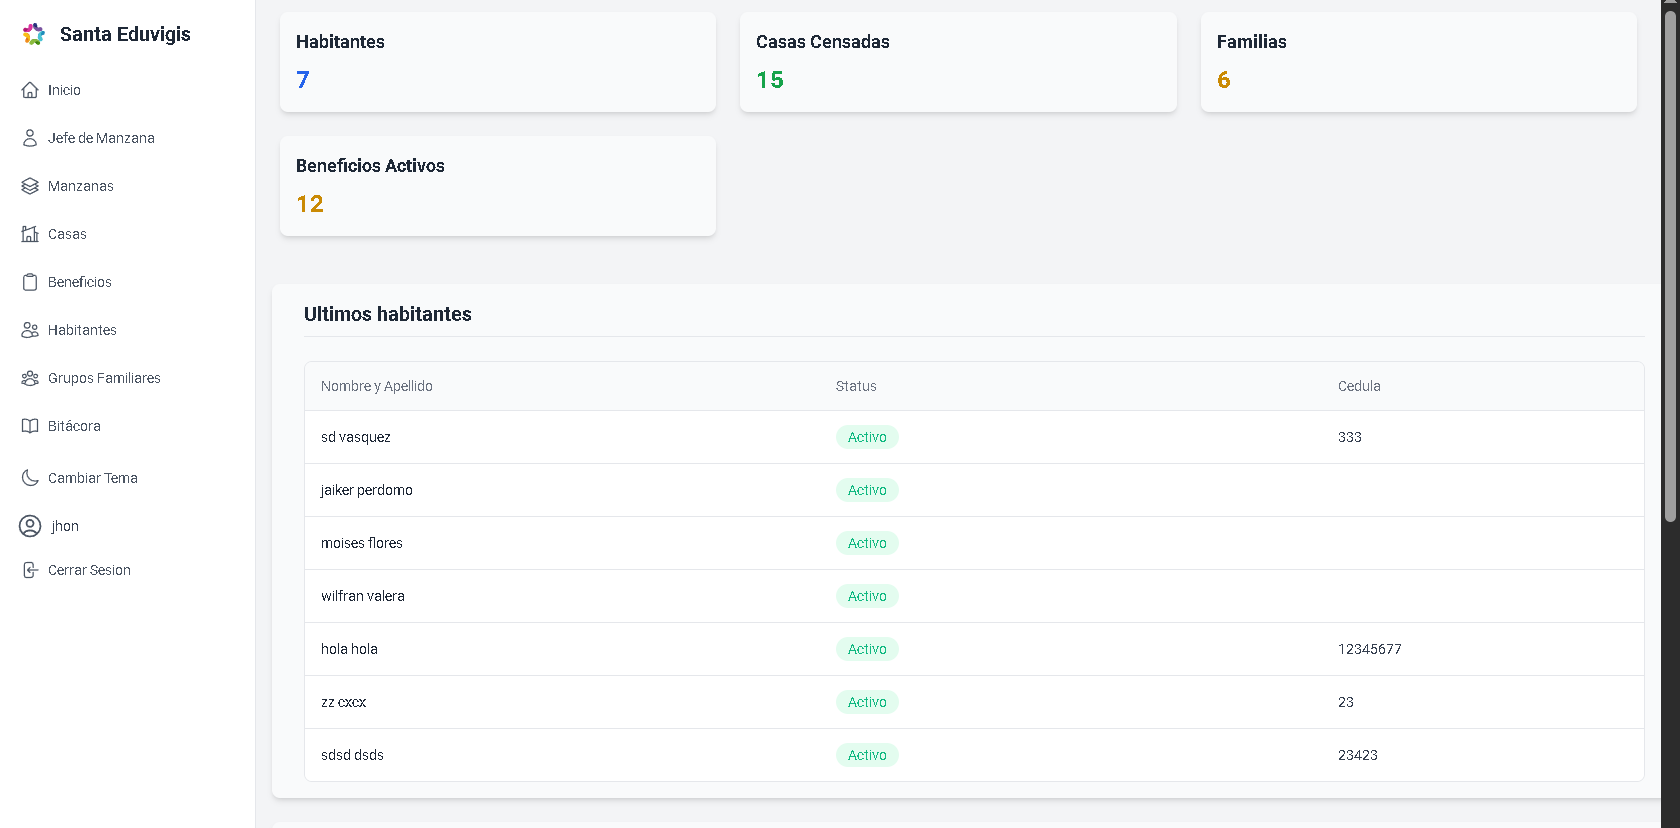 Santa Eduvigis
Inicio
Jefe de Manzana
Manzanas
Casas
Beneficios
Habitantes
Grupos Familiares
Bitácora
Cambiar Tema
jhon
Cerrar Sesion
Habitantes
7
Casas Censadas
15
Familias
6
Beneficios Activos
12
Ultimos habitantes
Nombre y Apellido Status Cedula
sd vasquez Activo 333
jaiker perdomo Activo
moises flores Activo
wilfran valera Activo
hola hola Activo 12345677
zz cxcx Activo 23
sdsd dsds Activo 23423